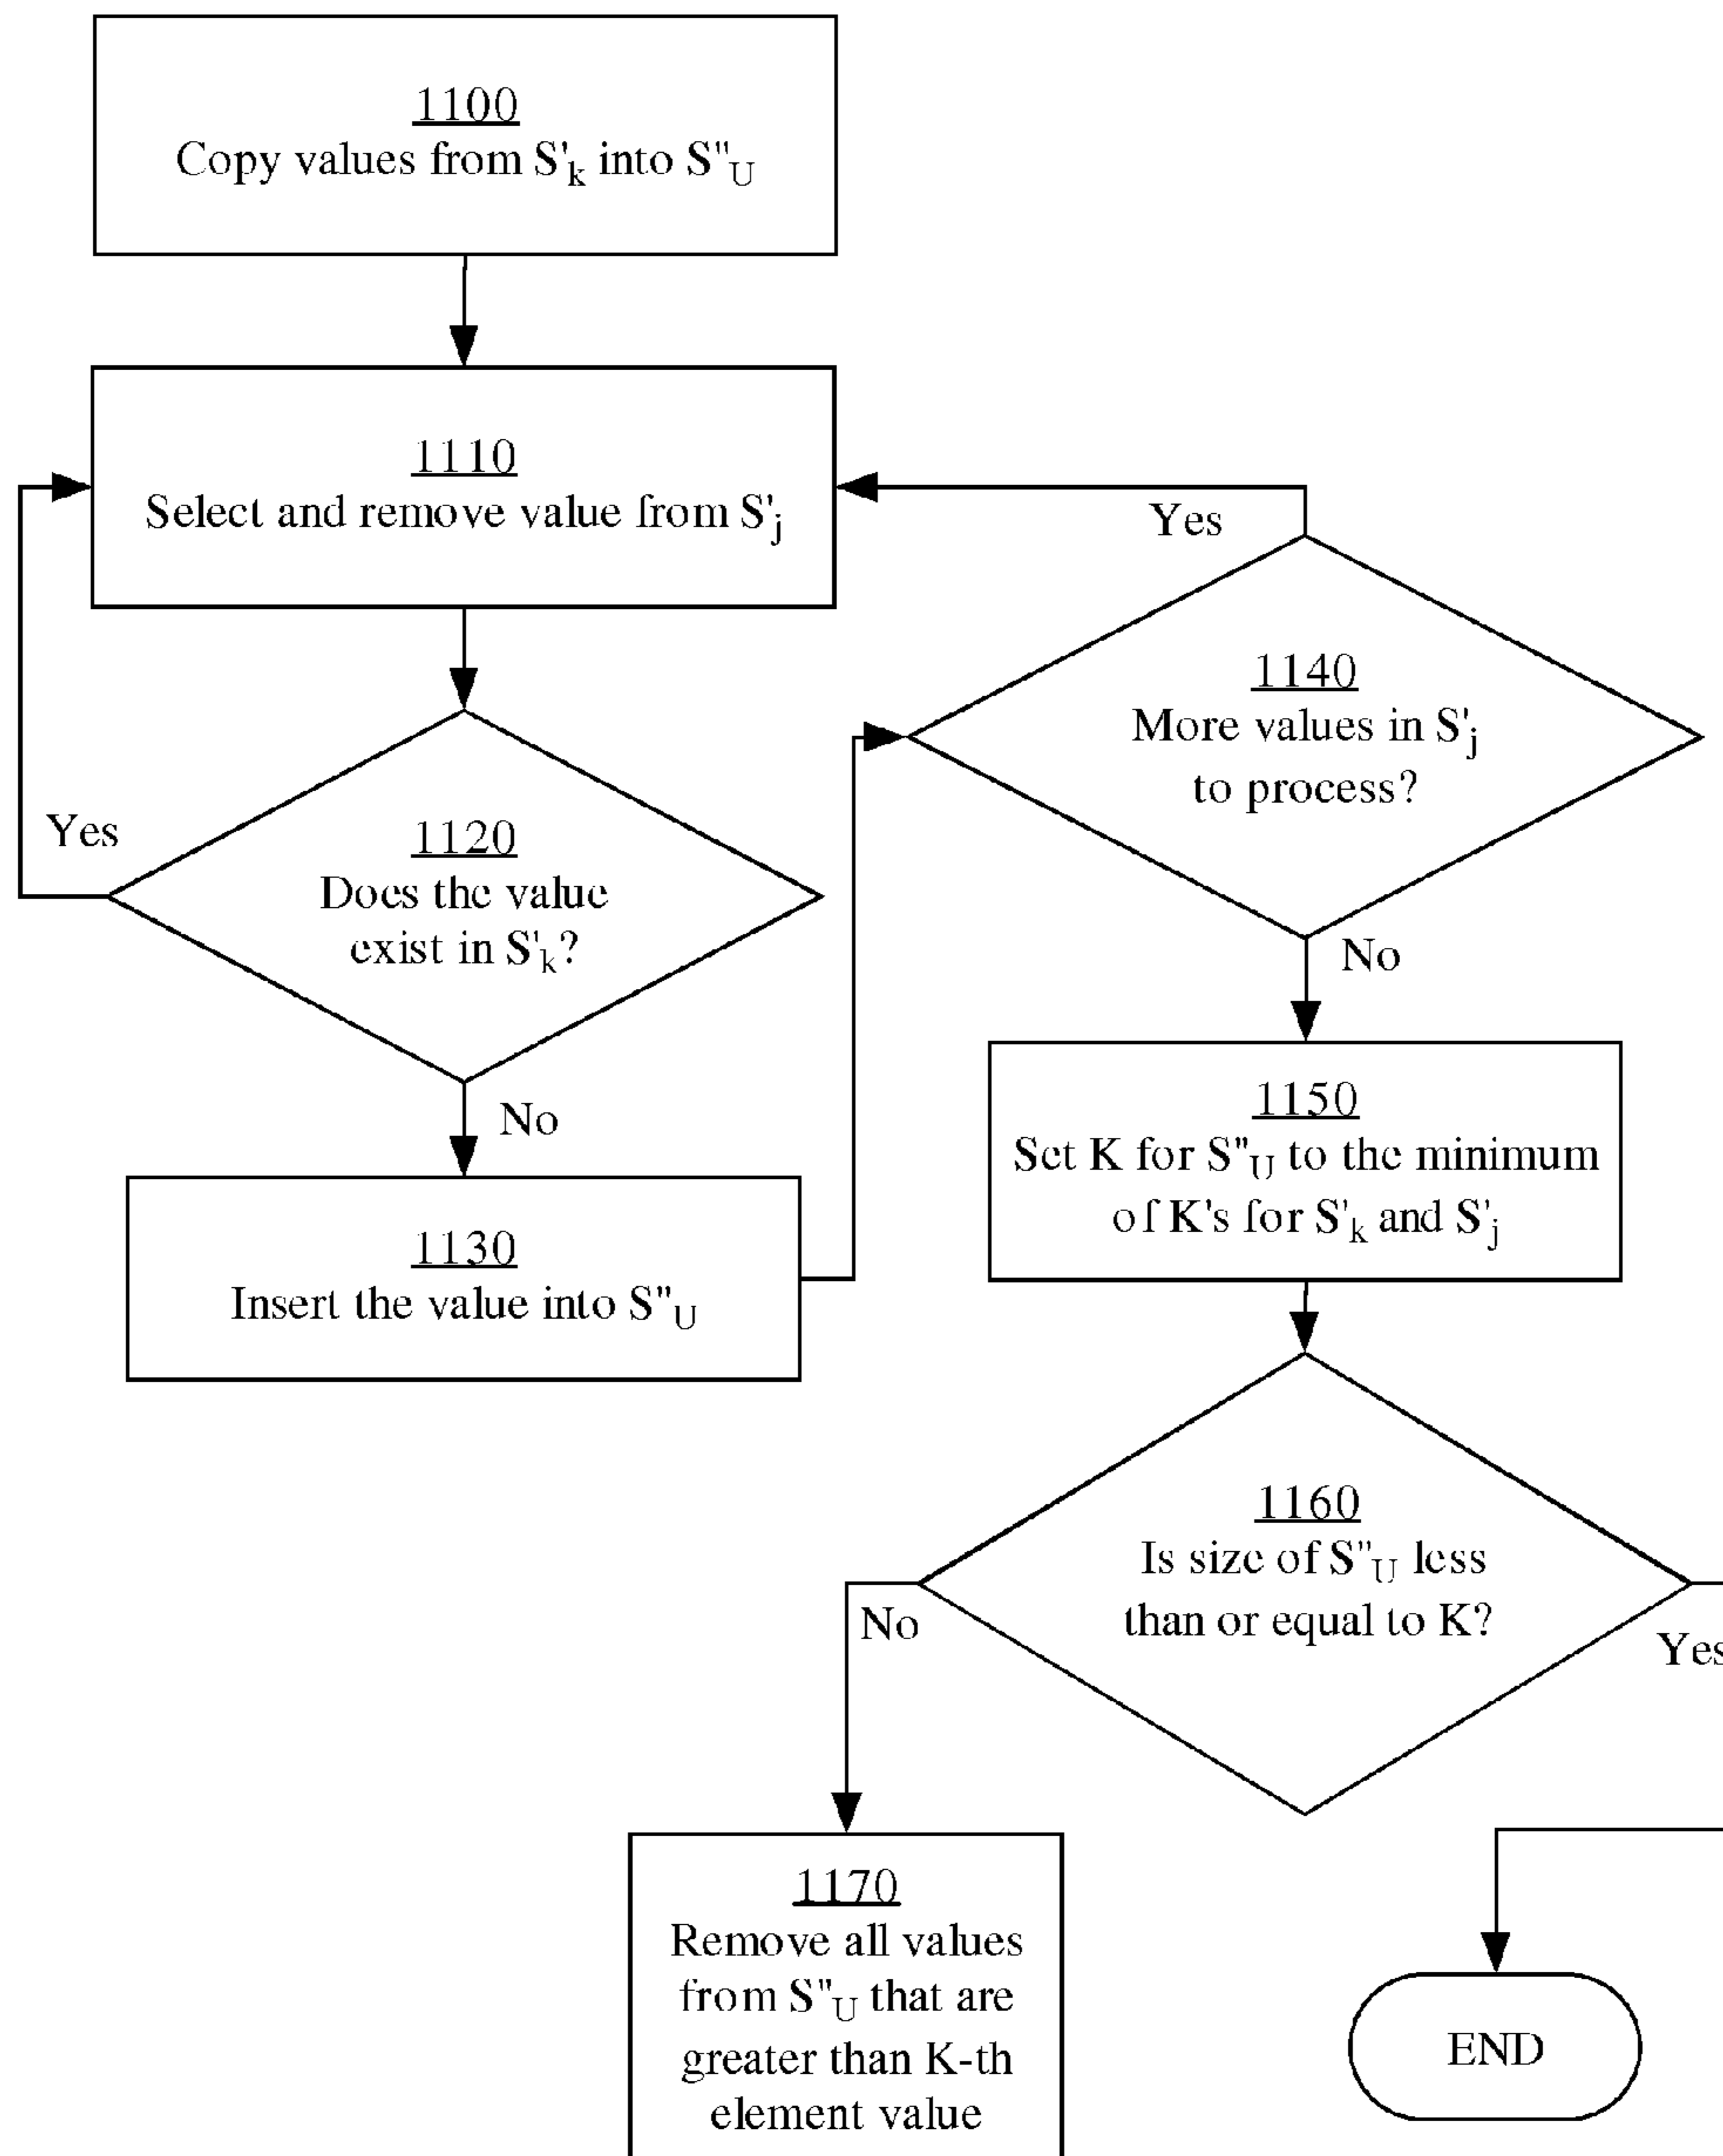 1100
Copy values from S'k into S"U
1110
Select and remove value from S'j
Yes
1140
More values in S'j
to process?
Yes
1120
Does the value
exist in S'k?
No
No
1130
Insert the value into S"U
1150
Set K for S"U to the minimum
of K's for S'k and S'j
1160
Is size of S"U less
than or equal to K?
No
Yes
1170
Remove all values
from S"U that are
greater than K-th
element value
END